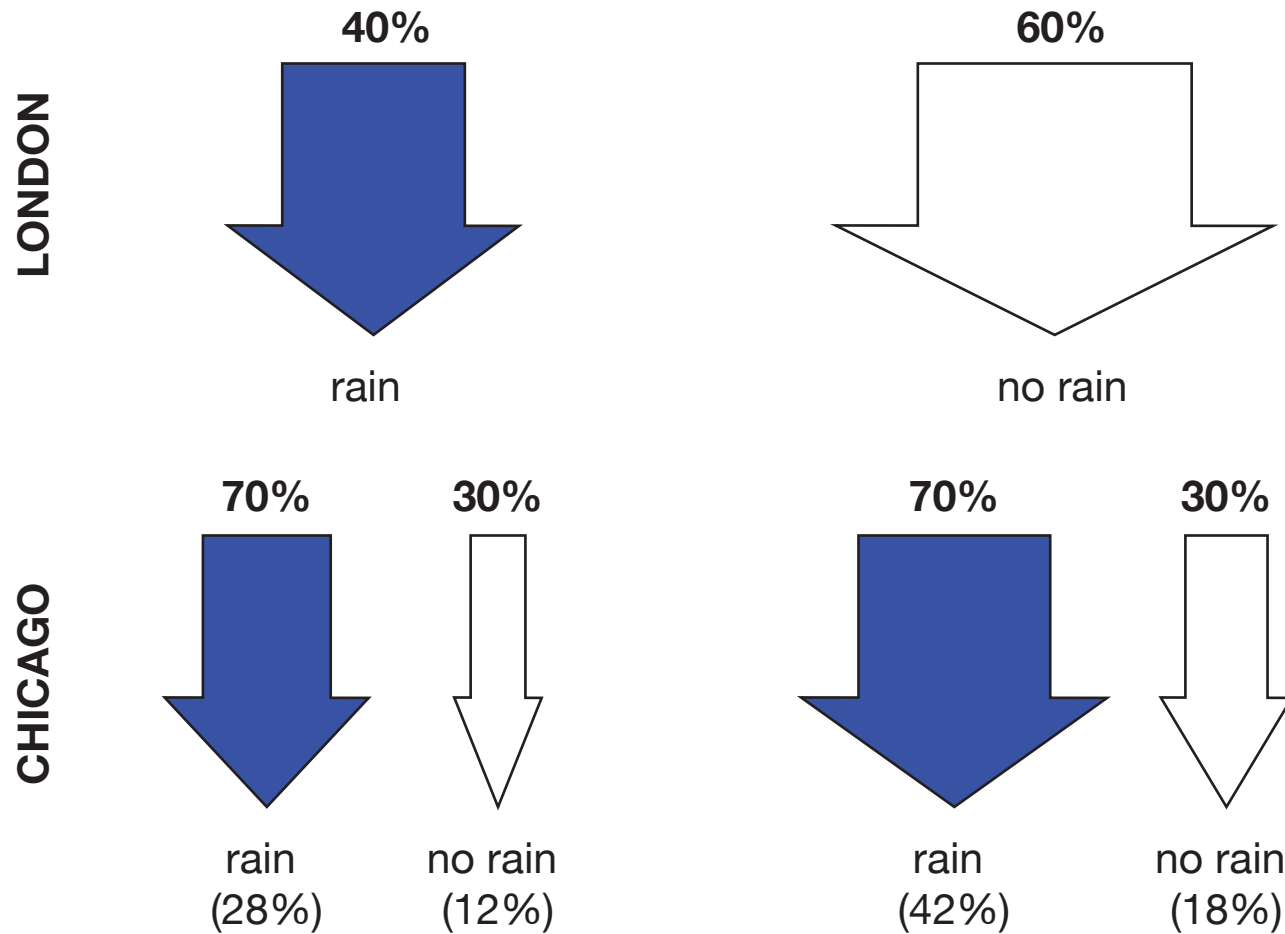 LONDON
40%
60%
rain
no rain
CHICAGO
70%
30%
70%
30%
rain
(28%)
no rain
(12%)
rain
(42%)
no rain
(18%)